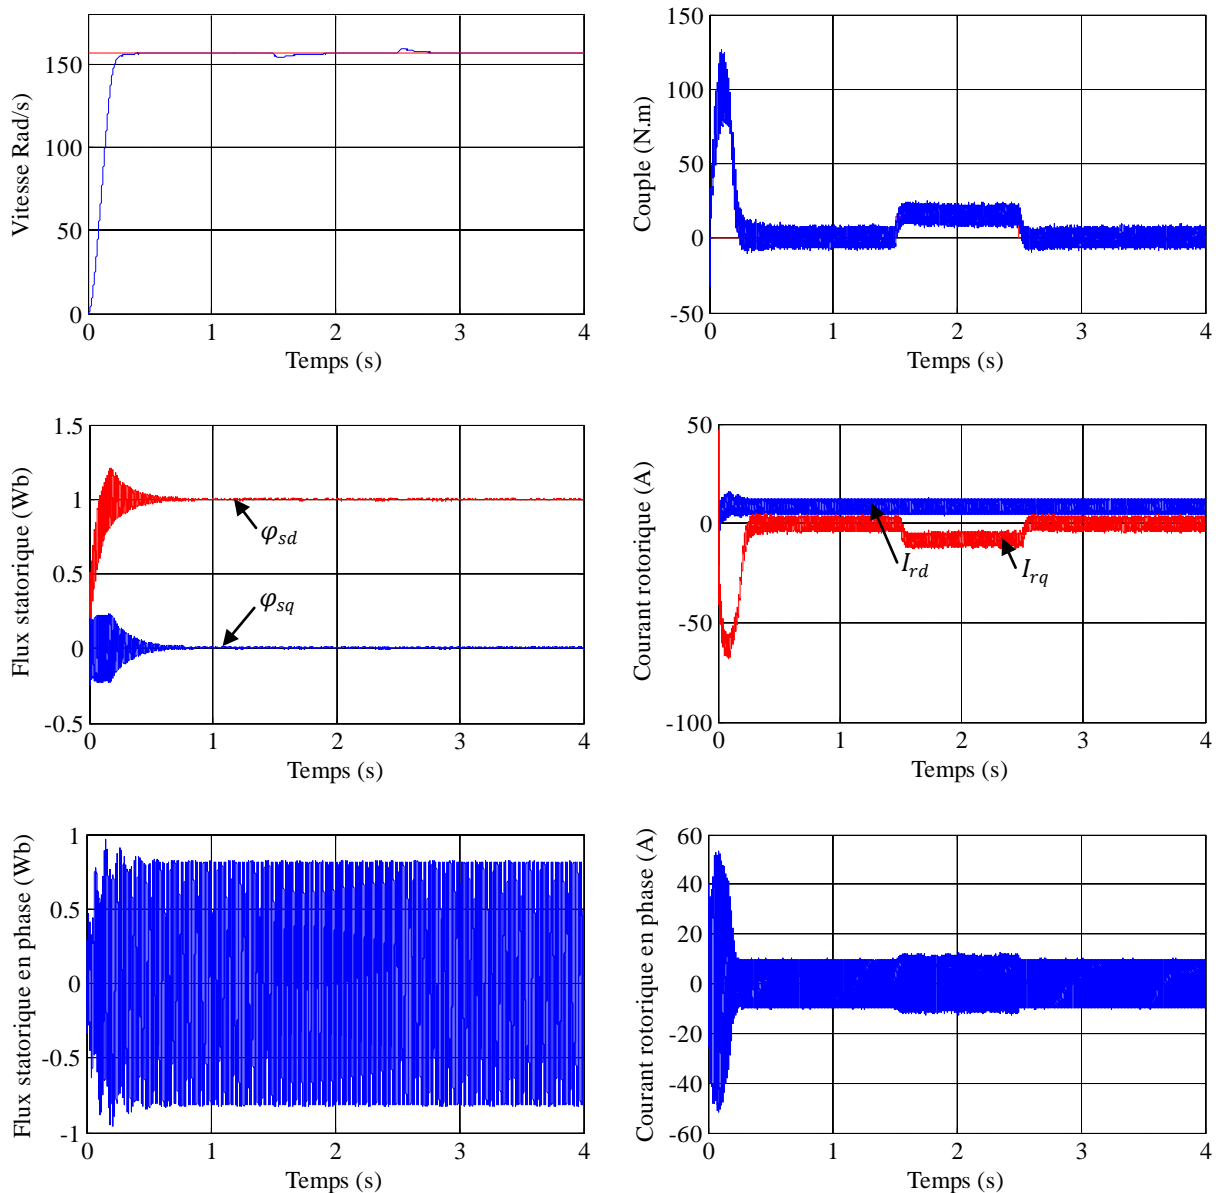 Vitesse Rad/s
150
100
50
0
0 1 2 3 4
Temps (s)
Couple (N.m)
150
100
50
0
-50
0 1 2 3 4
Temps (s)
Flux statorique (Wb)
1.5
1
0.5
0
-0.5
φsd
φsq
0 1 2 3 4
Temps (s)
Courant rotorique (A)
50
0
-50
-100
Ird
Irq
0 1 2 3 4
Temps (s)
Flux statorique en phase (Wb)
1
0.5
0
-0.5
-1
0 1 2 3 4
Temps (s)
Courant rotorique en phase (A)
60
40
20
0
-20
-40
-60
0 1 2 3 4
Temps (s)